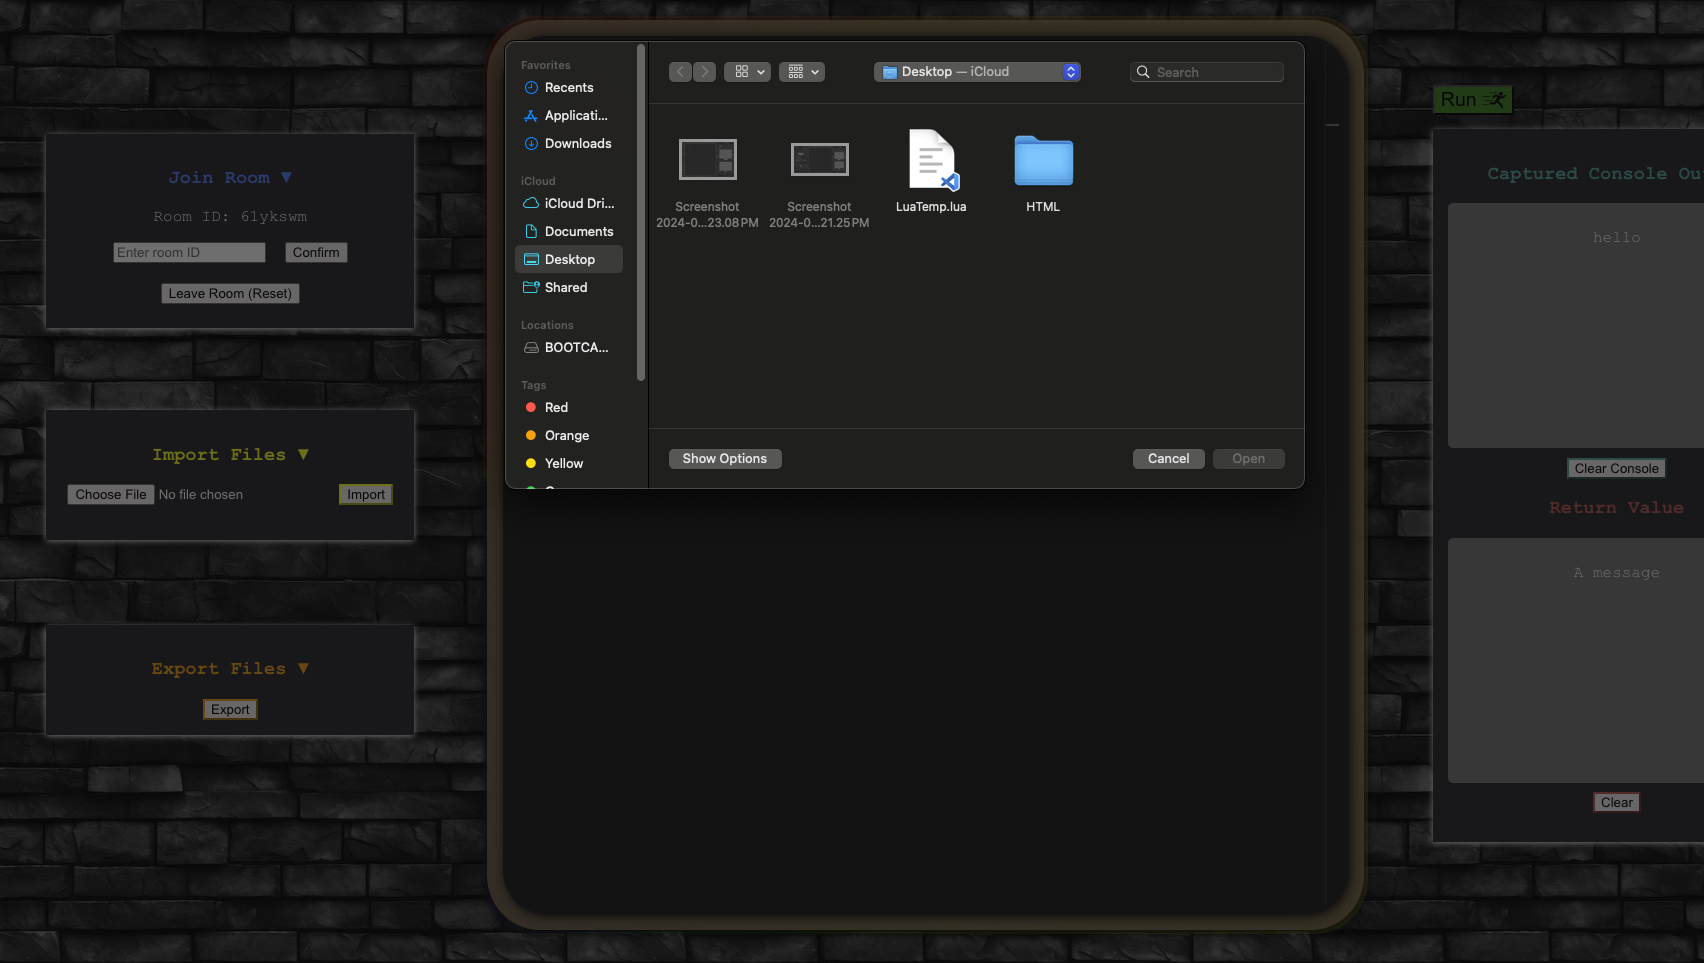 Join Room ▼
Room ID: 61ykswm
Enter room ID
Confirm
Leave Room (Reset)
Import Files ▼
Choose File No file chosen
Import
Export Files ▼
Export
Favorites
Recents
Applicati...
Downloads
iCloud
iCloud Dri...
Documents
Desktop
Shared
Locations
BOOTCA...
Tags
Red
Orange
Yellow
Desktop — iCloud
Search
Screenshot
2024-0...23.08 PM
Screenshot
2024-0...21.25 PM
LuaTemp.lua
HTML
Show Options
Cancel
Open
Run
Captured Console Ou
hello
Clear Console
Return Value
A message
Clear